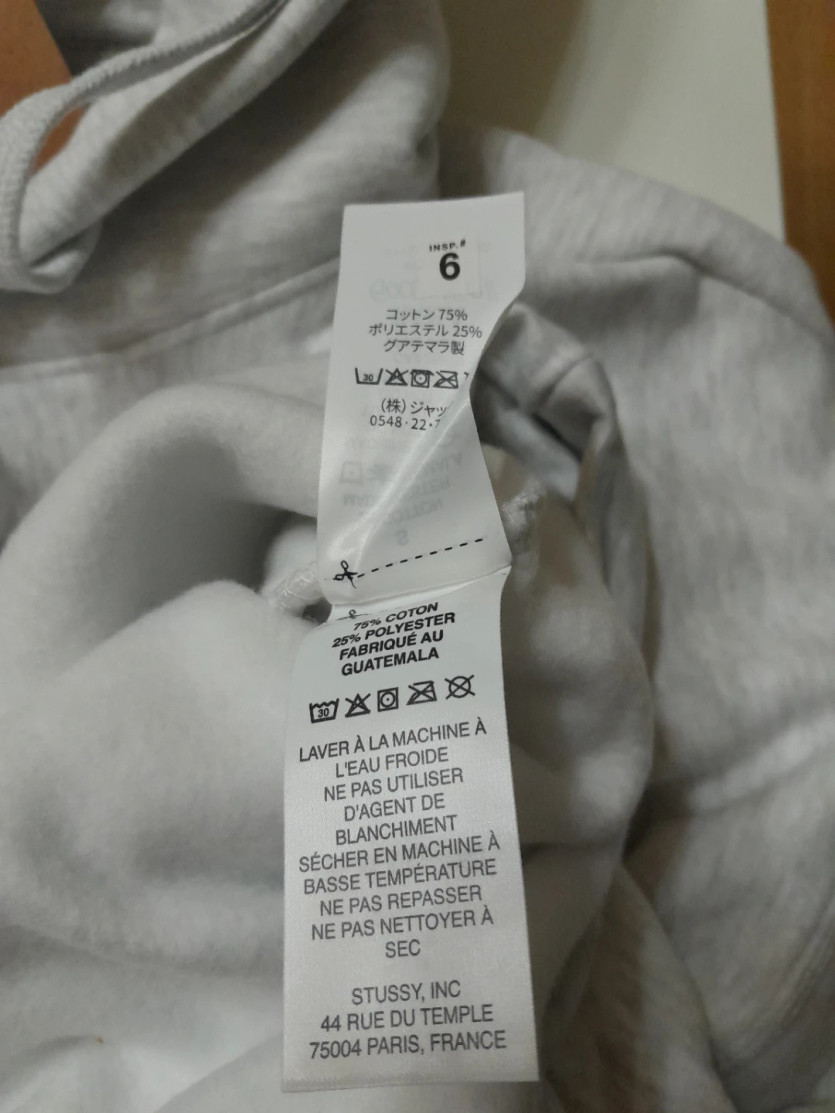 INSP.#
6
コットン 75%
ポリエステル 25%
グアテマラ製
30
(株)ジャッ
0548·22·
75% COTON
25% POLYESTER
FABRIQUÉ AU
GUATEMALA
30
LAVER À LA MACHINE À
L'EAU FROIDE
NE PAS UTILISER
D'AGENT DE
BLANCHIMENT
SÉCHER EN MACHINE À
BASSE TEMPÉRATURE
NE PAS REPASSER
NE PAS NETTOYER À
SEC
STUSSY, INC
44 RUE DU TEMPLE
75004 PARIS, FRANCE